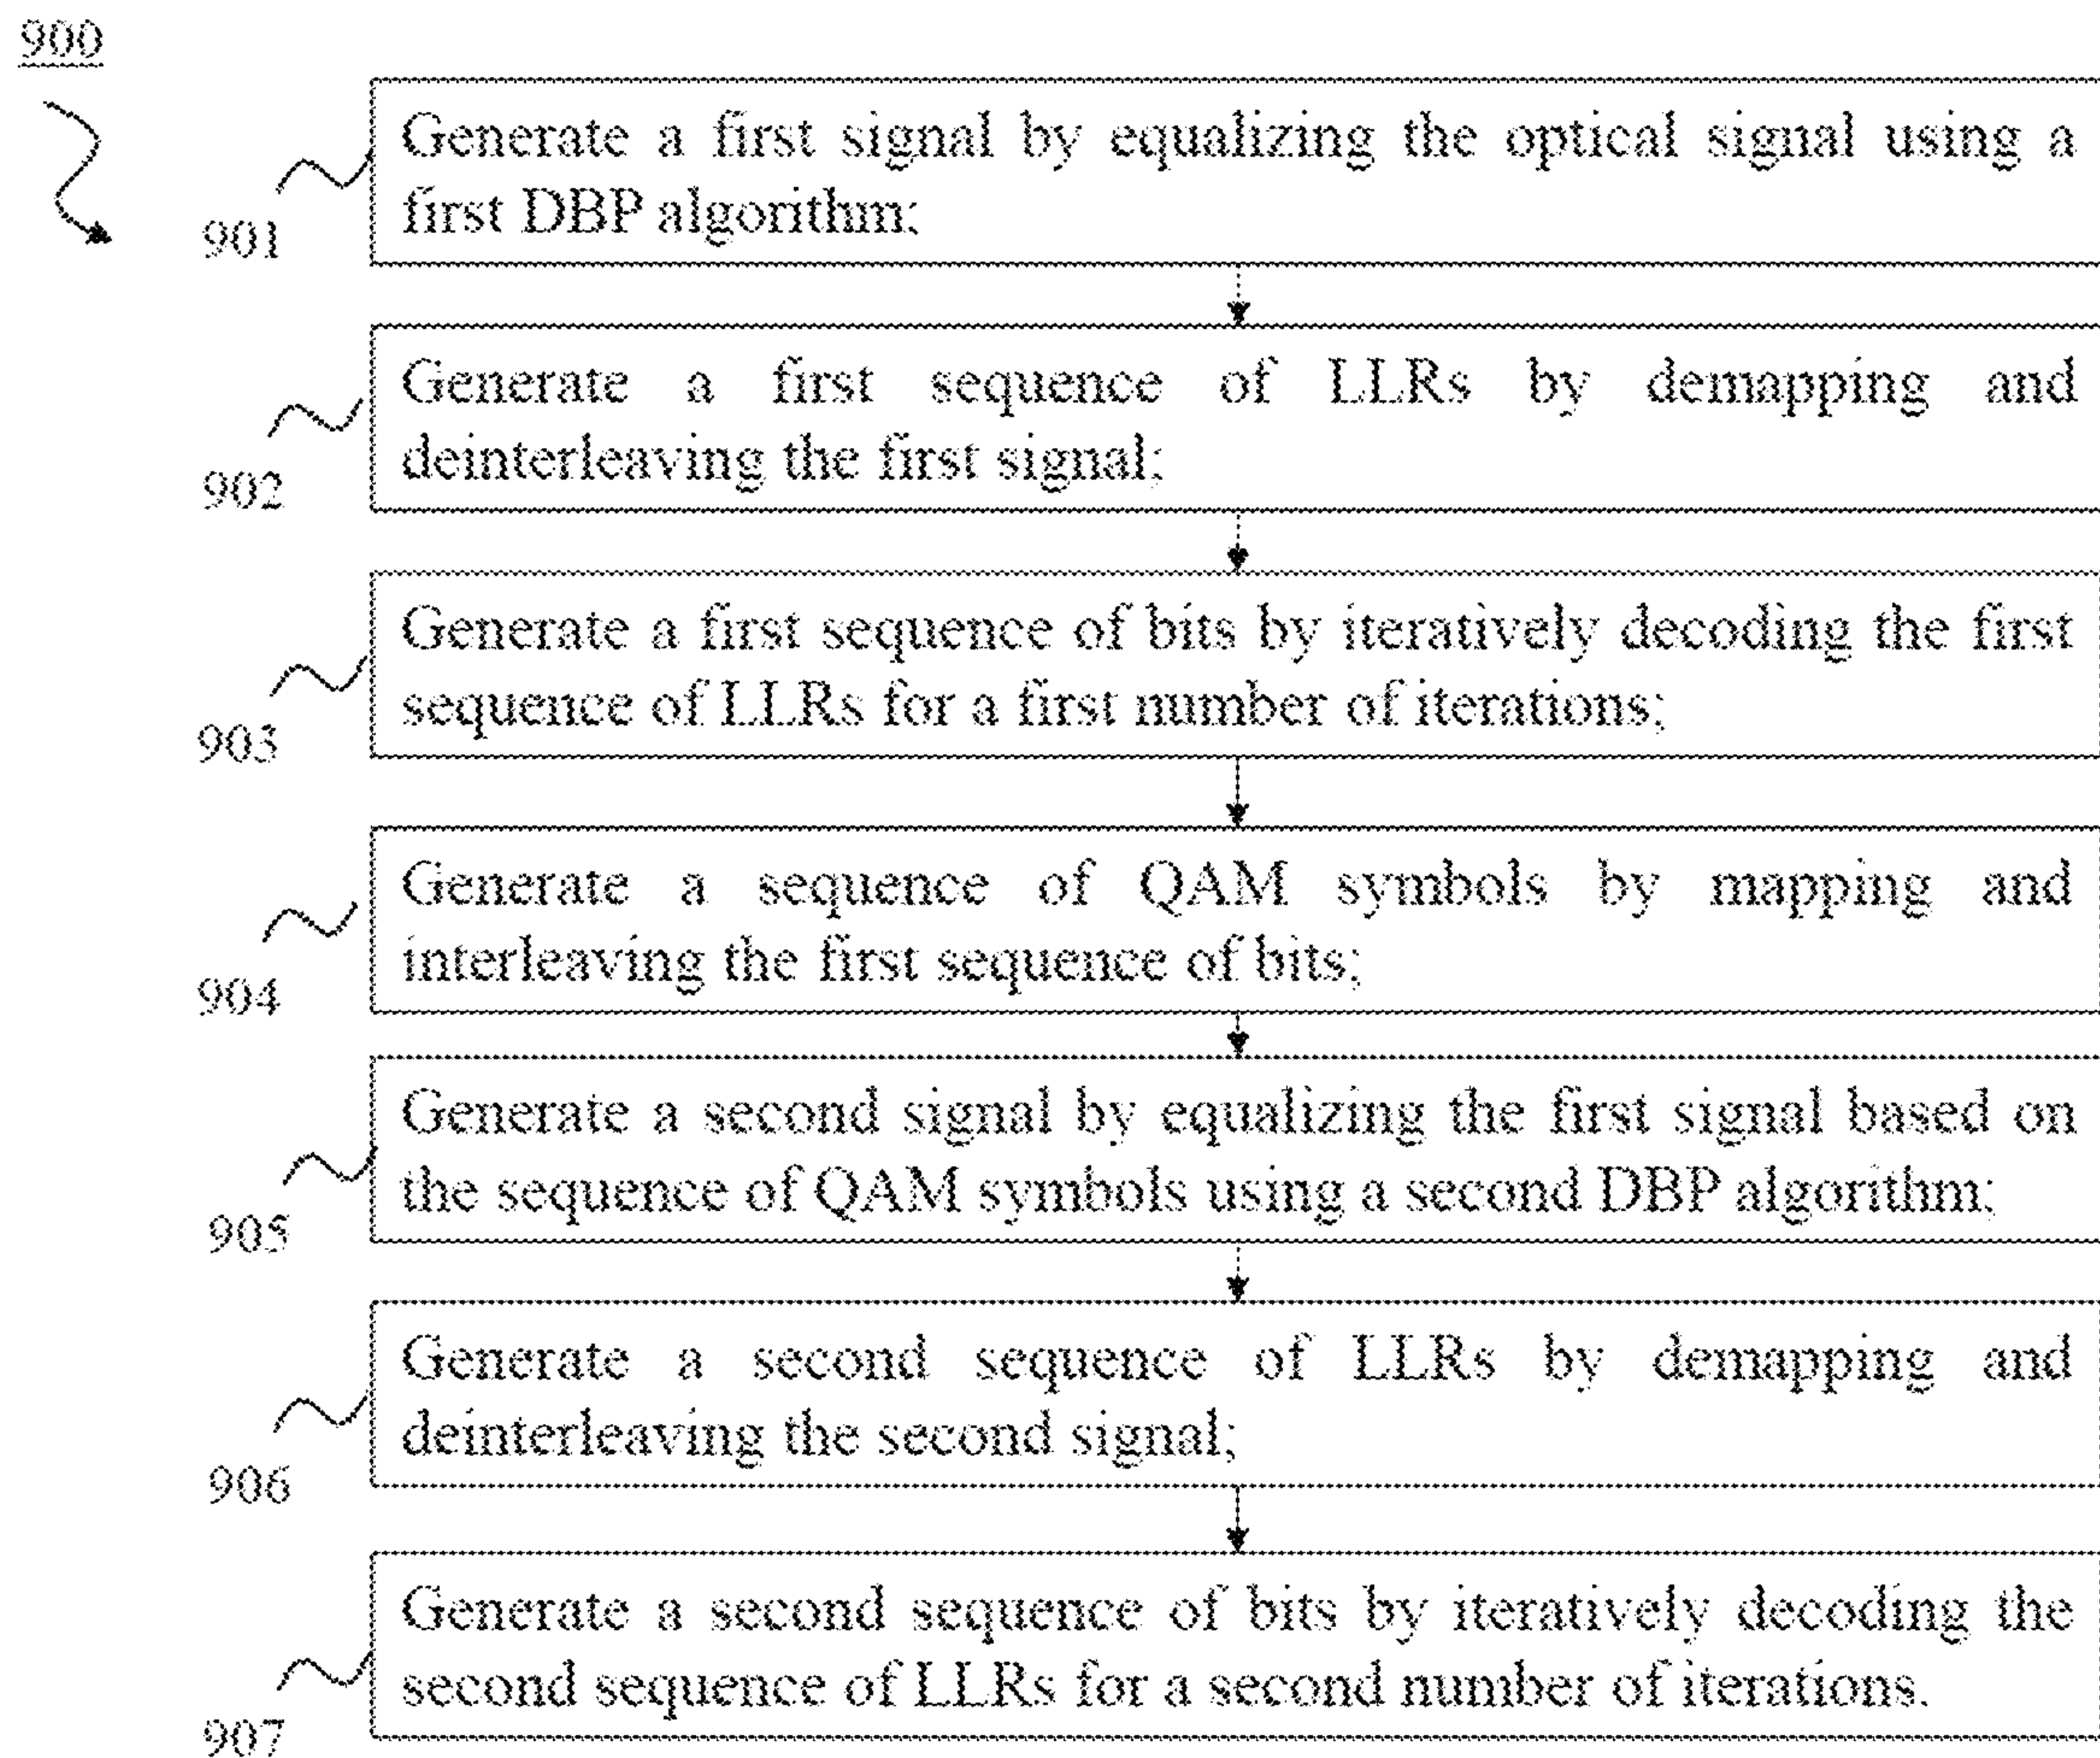 900
Generate a first signal by equalizing the optical signal using a
first DBP algorithm;
901
Generate a first sequence of LLRs by demapping and
deinterleaving the first signal;
902
Generate a first sequence of bits by iteratively decoding the first
sequence of LLRs for a first number of iterations;
903
Generate a sequence of QAM symbols by mapping and
interleaving the first sequence of bits;
904
Generate a second signal by equalizing the first signal based on
the sequence of QAM symbols using a second DBP algorithm;
905
Generate a second sequence of LLRs by demapping and
deinterleaving the second signal;
906
Generate a second sequence of bits by iteratively decoding the
second sequence of LLRs for a second number of iterations.
907